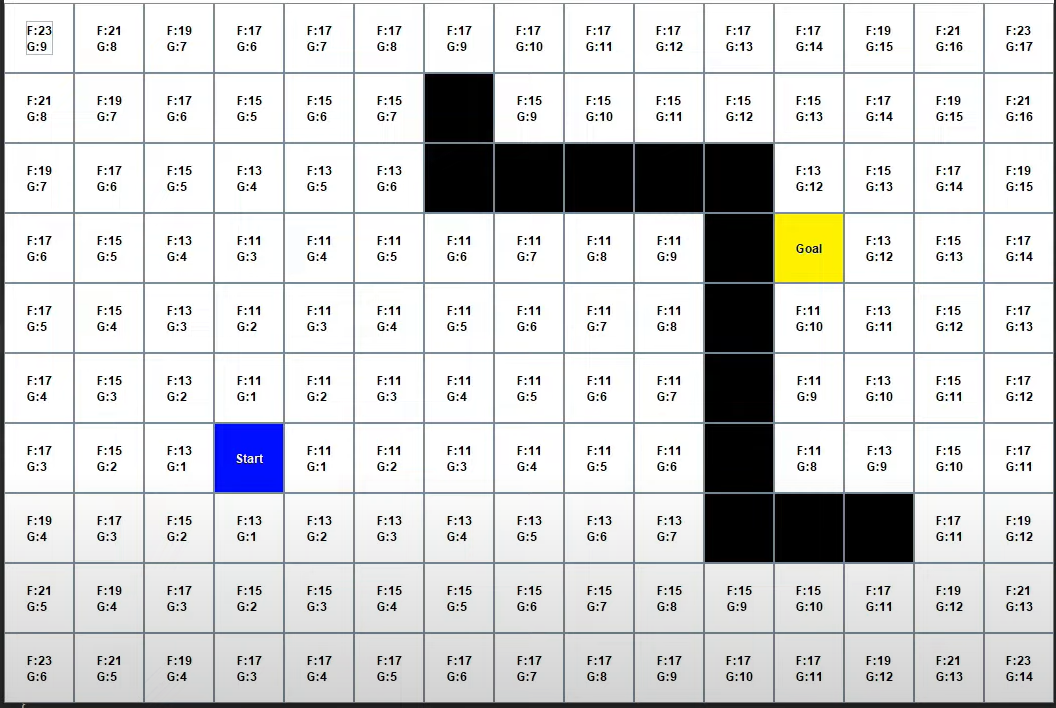 F:23 F:21 F:19 F:17 F:17 F:17 F:17 F:17 F:17 F:17 F:17 F:17 F:19 F:21 F:23
G:9 G:8 G:7 G:6 G:7 G:8 G:9 G:10 G:11 G:12 G:13 G:14 G:15 G:16 G:17
F:21 F:19 F:17 F:15 F:15 F:15 F:15 F:15 F:15 F:15 F:15 F:17 F:19 F:21
G:8 G:7 G:6 G:5 G:6 G:7 G:9 G:10 G:11 G:12 G:13 G:14 G:15 G:16
F:19 F:17 F:15 F:13 F:13 F:13 F:13 F:15 F:17 F:19
G:7 G:6 G:5 G:4 G:5 G:6 G:12 G:13 G:14 G:15
F:17 F:15 F:13 F:11 F:11 F:11 F:11 F:11 F:11 F:11 Goal F:13 F:15 F:17
G:6 G:5 G:4 G:3 G:4 G:5 G:6 G:7 G:8 G:9 G:12 G:13 G:14
F:17 F:15 F:13 F:11 F:11 F:11 F:11 F:11 F:11 F:11 F:11 F:13 F:15 F:17
G:5 G:4 G:3 G:2 G:3 G:4 G:5 G:6 G:7 G:8 G:10 G:11 G:12 G:13
F:17 F:15 F:13 F:11 F:11 F:11 F:11 F:11 F:11 F:11 F:11 F:13 F:15 F:17
G:4 G:3 G:2 G:1 G:2 G:3 G:4 G:5 G:6 G:7 G:9 G:10 G:11 G:12
F:17 F:15 F:13 Start F:11 F:11 F:11 F:11 F:11 F:11 F:11 F:13 F:15 F:17
G:3 G:2 G:1 G:1 G:2 G:3 G:4 G:5 G:6 G:8 G:9 G:10 G:11
F:19 F:17 F:15 F:13 F:13 F:13 F:13 F:13 F:13 F:13 F:17 F:19
G:4 G:3 G:2 G:1 G:2 G:3 G:4 G:5 G:6 G:7 G:11 G:12
F:21 F:19 F:17 F:15 F:15 F:15 F:15 F:15 F:15 F:15 F:15 F:15 F:17 F:19 F:21
G:5 G:4 G:3 G:2 G:3 G:4 G:5 G:6 G:7 G:8 G:9 G:10 G:11 G:12 G:13
F:23 F:21 F:19 F:17 F:17 F:17 F:17 F:17 F:17 F:17 F:17 F:17 F:19 F:21 F:23
G:6 G:5 G:4 G:3 G:4 G:5 G:6 G:7 G:8 G:9 G:10 G:11 G:12 G:13 G:14